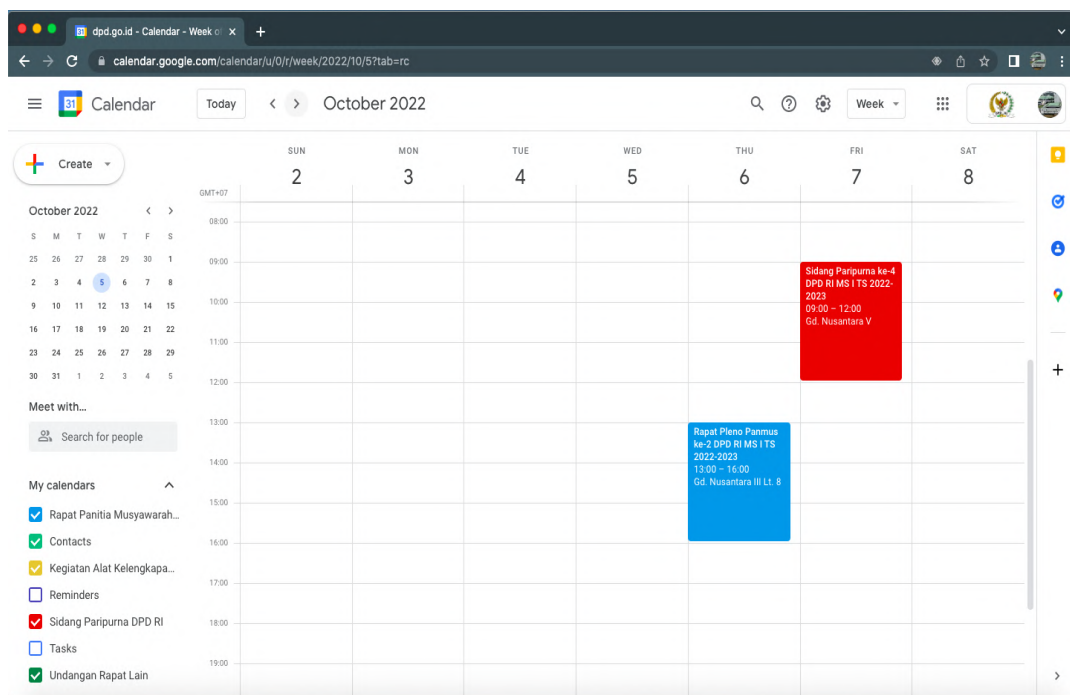 dpd.go.id - Calendar - Week o
calendar.google.com/calendar/u/0/r/week/2022/10/5?tab=rc
31
Calendar
Today
October 2022
Week
Create
GMT+07
SUN
2
MON
3
TUE
4
WED
5
THU
6
FRI
7
SAT
8
October 2022
S M T W T F S
25 26 27 28 29 30 1
2 3 4 5 6 7 8
9 10 11 12 13 14 15
16 17 18 19 20 21 22
23 24 25 26 27 28 29
30 31 1 2 3 4 5
Meet with...
Search for people
My calendars
Rapat Panitia Musyawarah...
Contacts
Kegiatan Alat Kelengkapa...
Reminders
Sidang Paripurna DPD RI
Tasks
Undangan Rapat Lain
08:00
09:00
10:00
11:00
12:00
13:00
14:00
15:00
16:00
17:00
18:00
19:00
Sidang Paripurna ke-4
DPD RI MS I TS 2022-
2023
09:00 – 12:00
Gd. Nusantara V
Rapat Pleno Panmus
ke-2 DPD RI MS I TS
2022-2023
13:00 – 16:00
Gd. Nusantara III Lt. 8